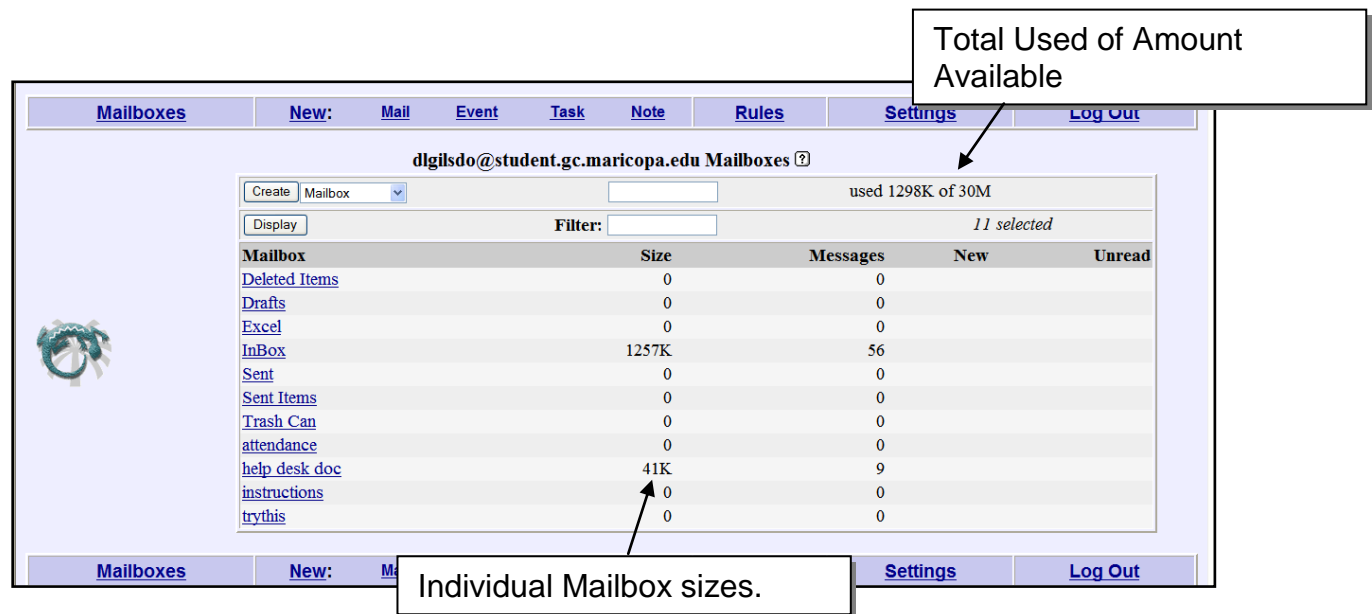 Total Used of Amount
Available
Mailboxes New: Mail Event Task Note Rules Settings Log Out
dlgilsdo@student.gc.maricopa.edu Mailboxes ?
Create Mailbox used 1298K of 30M
Display Filter: 11 selected
Mailbox Size Messages New Unread
Deleted Items 0 0
Drafts 0 0
Excel 0 0
InBox 1257K 56
Sent 0 0
Sent Items 0 0
Trash Can 0 0
attendance 0 0
help desk doc 41K 9
instructions 0 0
trythis 0 0
Mailboxes New: Settings Log Out
Individual Mailbox sizes.